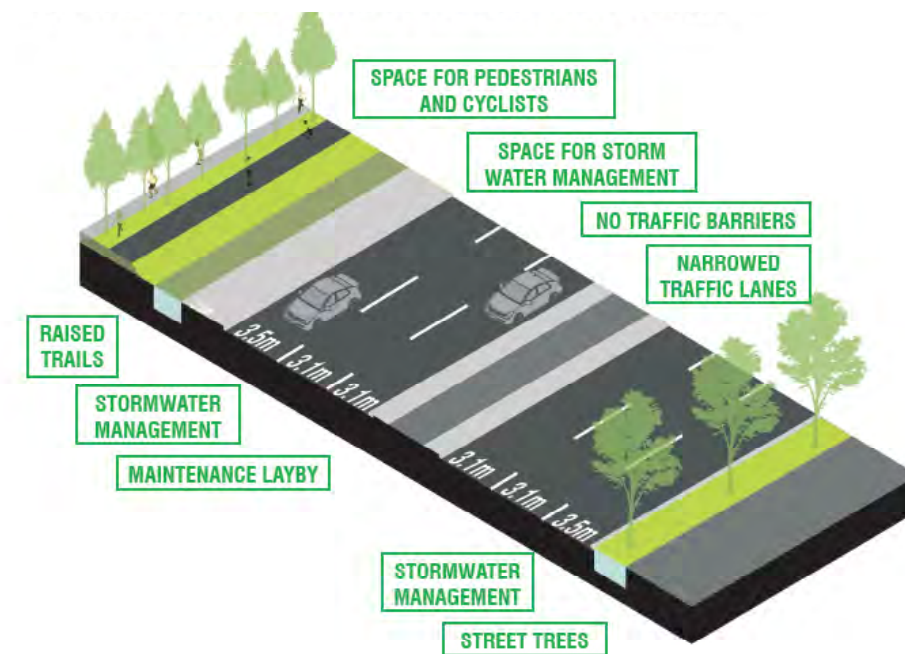 SPACE FOR PEDESTRIANS
AND CYCLISTS
SPACE FOR STORM
WATER MANAGEMENT
NO TRAFFIC BARRIERS
NARROWED
TRAFFIC LANES
RAISED
TRAILS
STORMWATER
MANAGEMENT
MAINTENANCE LAYBY
3.5m | 3.1m | 3.1m
3.1m | 3.1m | 3.5m
STORMWATER
MANAGEMENT
STREET TREES